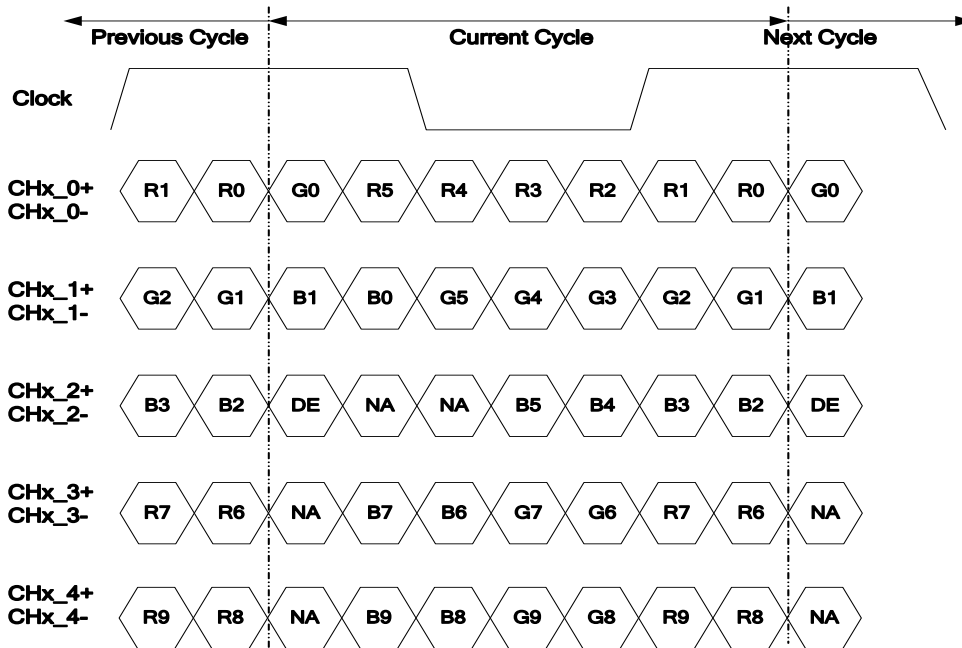 Previous Cycle Current Cycle Next Cycle
Clock
CHx_0+
CHx_0-
R1 R0 G0 R5 R4 R3 R2 R1 R0 G0
CHx_1+
CHx_1-
G2 G1 B1 B0 G5 G4 G3 G2 G1 B1
CHx_2+
CHx_2-
B3 B2 DE NA NA B5 B4 B3 B2 DE
CHx_3+
CHx_3-
R7 R6 NA B7 B6 G7 G6 R7 R6 NA
CHx_4+
CHx_4-
R9 R8 NA B9 B8 G9 G8 R9 R8 NA